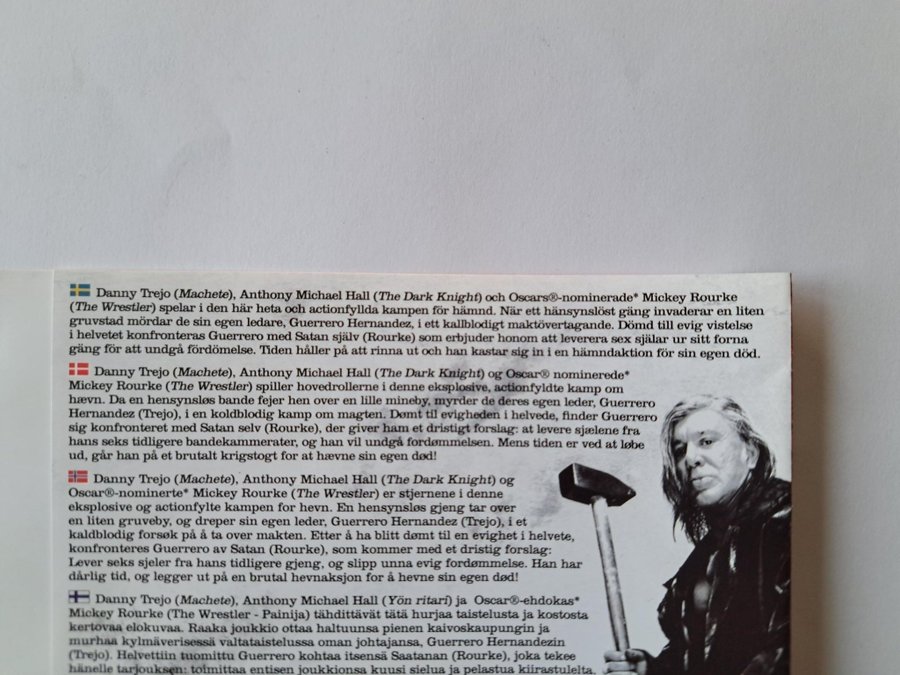 Danny Trejo (Machete), Anthony Michael Hall (The Dark Knight) och Oscars®-nominerade* Mickey Rourke
(The Wrestler) spelar i den här heta och actionfyllda kampen för hämnd. När ett hänsynslöst gäng invaderar en liten
gruvstad mördar de sin egen ledare, Guerrero Hernandez, i ett kallblodigt maktövertagande. Dömd till evig vistelse
i helvetet konfronteras Guerrero med Satan själv (Rourke) som erbjuder honom att leverera sex själar ur sitt forna
gäng för att undgå fördömelse. Tiden håller på att rinna ut och han kastar sig in i en hämndaktion för sin egen död.
Danny Trejo (Machete), Anthony Michael Hall (The Dark Knight) og Oscar® nominerede*
Mickey Rourke (The Wrestler) spiller hovedrollerne i denne eksplosive, actionfyldte kamp om
hævn. Da en hensynsløs bande fejer hen over en lille mineby, myrder de deres egen leder, Guerrero
Hernandez (Trejo), i en koldblodig kamp om magten. Dømt til evigheden i helvede, finder Guerrero
sig konfronteret med Satan selv (Rourke), der giver ham et dristigt forslag: at levere sjælene fra
hans seks tidligere bandekammerater, og han vil undgå fordømmelsen. Mens tiden er ved at løbe
ud, går han på et brutalt krigstogt for at hævne sin egen død!
Danny Trejo (Machete), Anthony Michael Hall (The Dark Knight) og
Oscar®-nominerte* Mickey Rourke (The Wrestler) er stjernene i denne
eksplosive og actionfylte kampen for hevn. En hensynsløs gjeng tar over
en liten gruveby, og dreper sin egen leder, Guerrero Hernandez (Trejo), i et
kaldblodig forsøk på å ta over makten. Etter å ha blitt dømt til en evighet i helvete,
konfronteres Guerrero av Satan (Rourke), som kommer med et dristig forslag:
Lever seks sjeler fra hans tidligere gjeng, og slipp unna evig fordømmelse. Han har
dårlig tid, og legger ut på en brutal hevnaksjon for å hevne sin egen død!
Danny Trejo (Machete), Anthony Michael Hall (Yön ritari) ja Oscar®-ehdokas*
Mickey Rourke (The Wrestler - Painija) tähdittävät tätä hurjaa taistelusta ja kostosta
kertovaa elokuvaa. Raaka joukkio ottaa haltuunsa pienen kaivoskaupungin ja
murhaa kylmäverisessä valtataistelussa oman johtajansa, Guerrero Hernandezin
(Trejo). Helvettiin tuomittu Guerrero kohtaa itsensä Saatanan (Rourke), joka tekee
hänelle tarjouksen: toimittaa entisen joukkionsa kuusi sielua ja pelastua kiirastulelta.